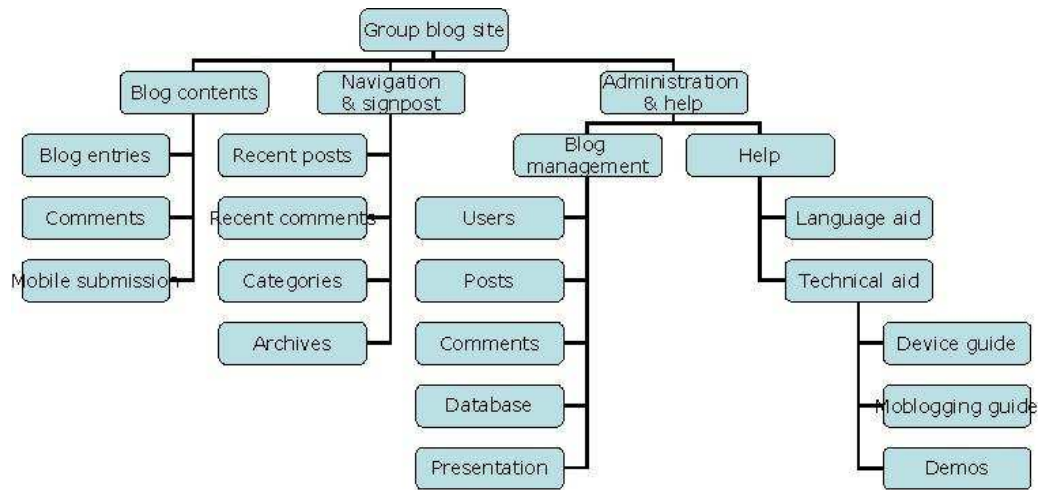 Group blog site
Blog contents
Navigation
& signpost
Administration
& help
Blog entries
Comments
Mobile submission
Recent posts
Recent comments
Categories
Archives
Blog
management
Help
Users
Posts
Comments
Database
Presentation
Language aid
Technical aid
Device guide
Moblogging guide
Demos